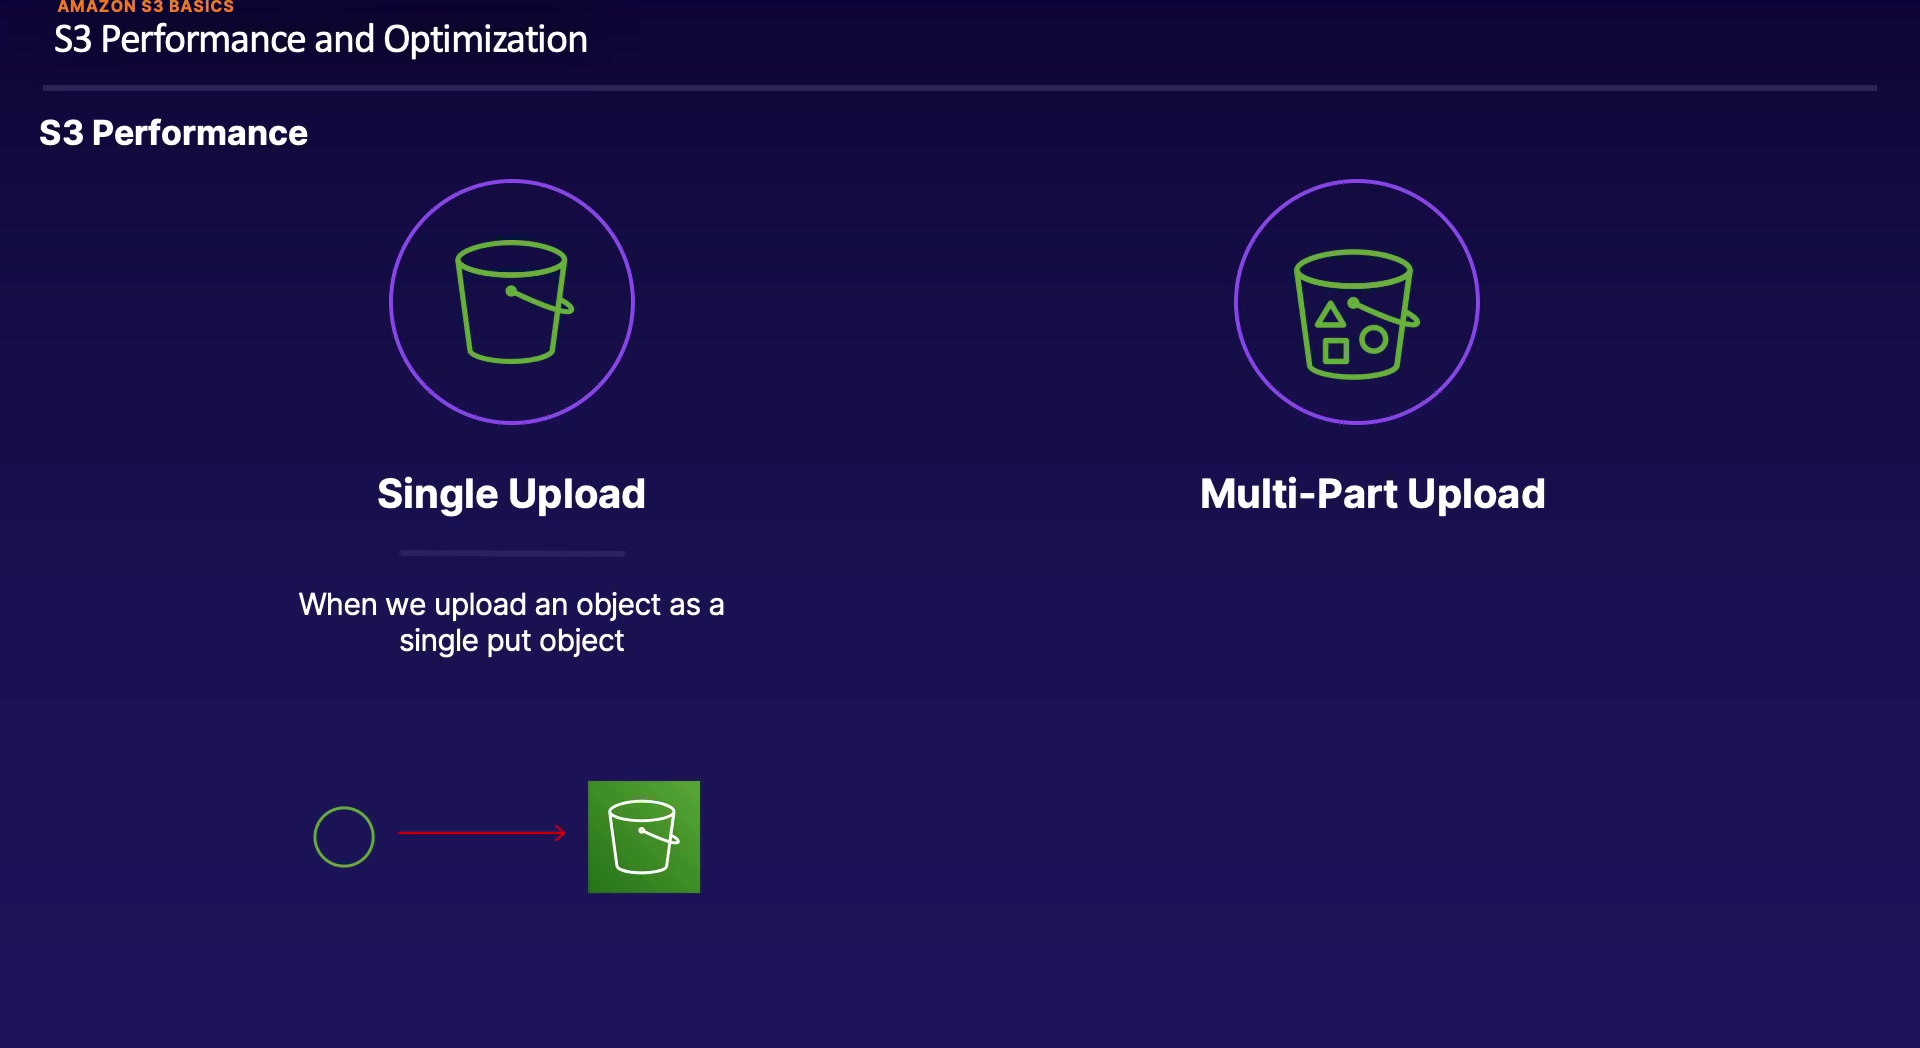 AMAZON S3 BASICS
S3 Performance and Optimization
S3 Performance
Single Upload
Multi-Part Upload
When we upload an object as a
single put object